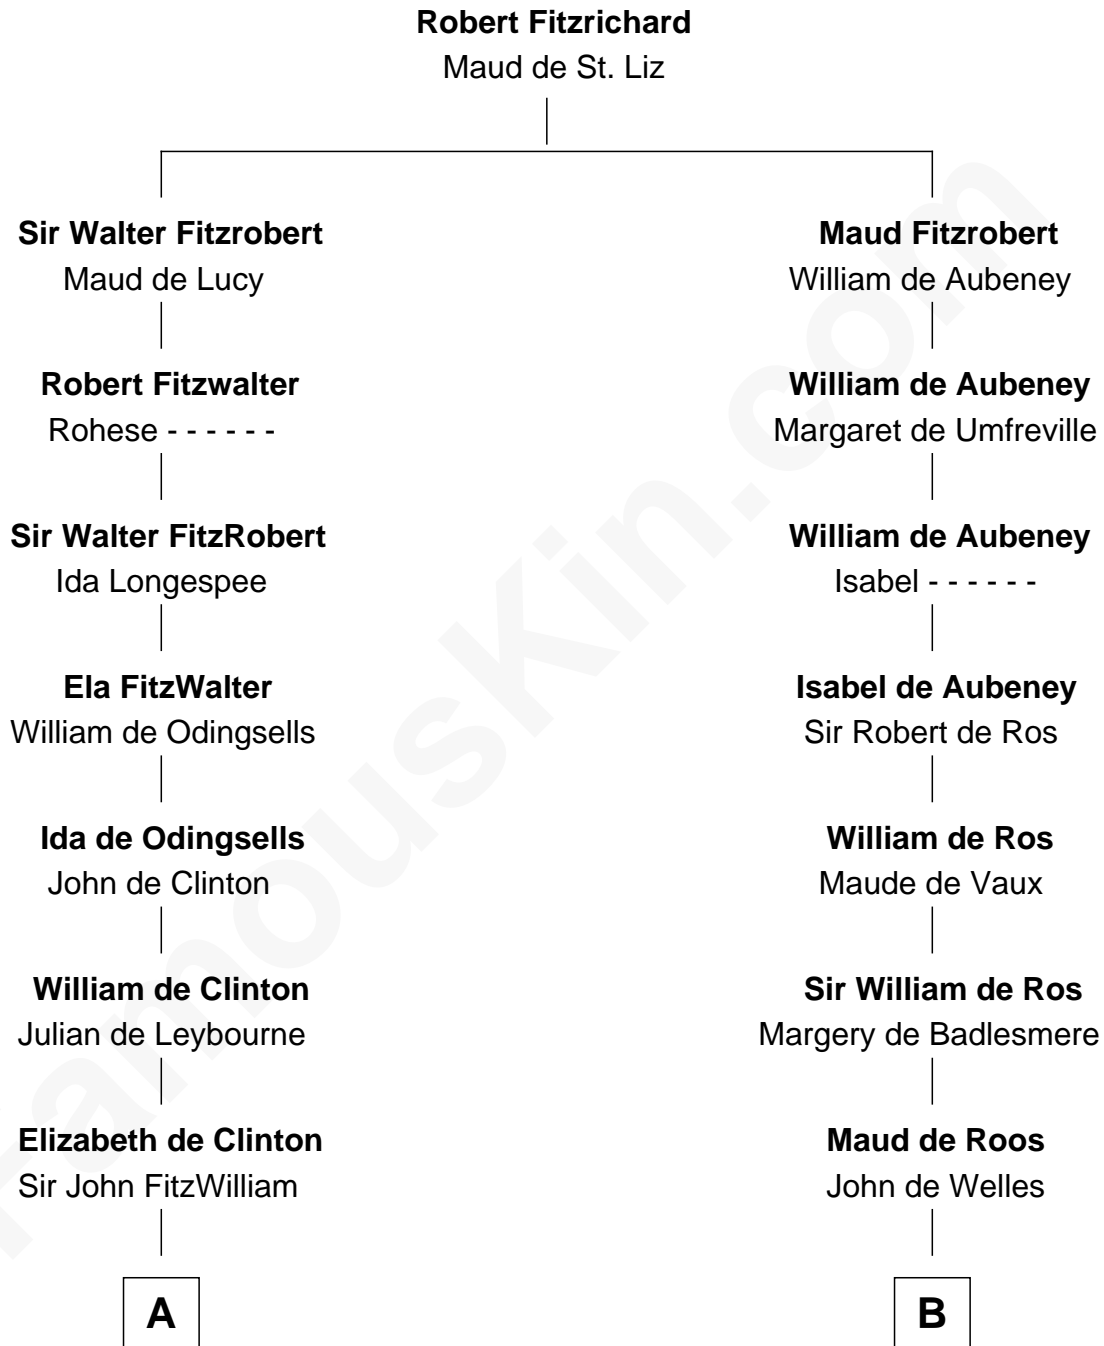 Robert Fitzrichard
Maud de St. Liz
Sir Walter Fitzrobert
Maud de Lucy
Robert Fitzwalter
Rohese - - - - - -
Sir Walter FitzRobert
Ida Longespee
Ela FitzWalter
William de Odingsells
Ida de Odingsells
John de Clinton
William de Clinton
Julian de Leybourne
Elizabeth de Clinton
Sir John FitzWilliam
A
Maud Fitzrobert
William de Aubeney
William de Aubeney
Margaret de Umfreville
William de Aubeney
Isabel - - - - - -
Isabel de Aubeney
Sir Robert de Ros
William de Ros
Maude de Vaux
Sir William de Ros
Margery de Badlesmere
Maud de Roos
John de Welles
B
FamousKin.com